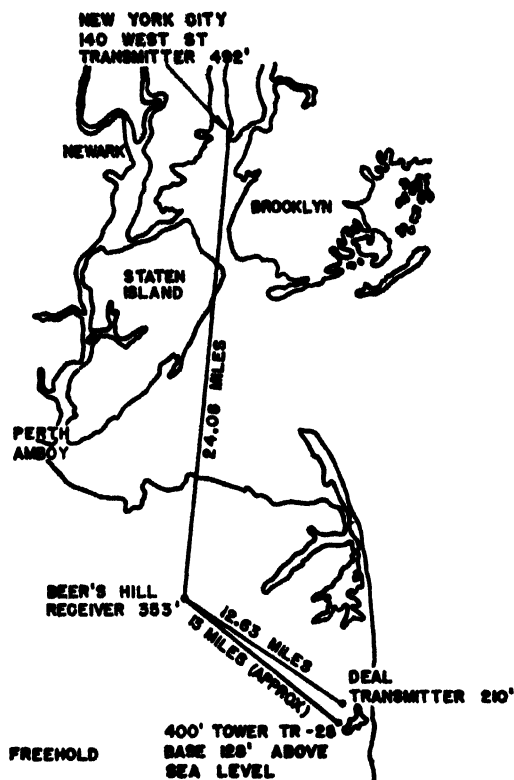 NEW YORK CITY
140 WEST ST
TRANSMITTER 492'
NEWARK
BROOKLYN
STATEN
ISLAND
24.08 MILES
PERTH
AMBOY
BEER'S HILL
RECEIVER 353'
12.63 MILES
15 MILES (APPROX)
DEAL
TRANSMITTER 210'
400' TOWER TR-28
BASE 128' ABOVE
SEA LEVEL
FREEHOLD